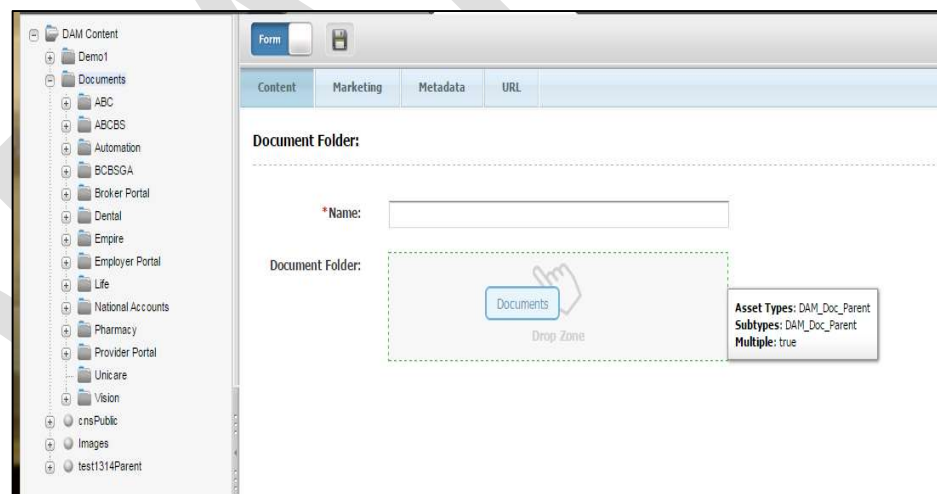 DAM Content
Demo1
Documents
ABC
ABCBS
Automation
BCBSGA
Broker Portal
Dental
Empire
Employer Portal
Life
National Accounts
Pharmacy
Provider Portal
Unicare
Vision
cnsPublic
Images
test1314Parent
Form
Content Marketing Metadata URL
Document Folder:
*Name:
Document Folder:
Documents
Drop Zone
Asset Types: DAM_Doc_Parent
Subtypes: DAM_Doc_Parent
Multiple: true